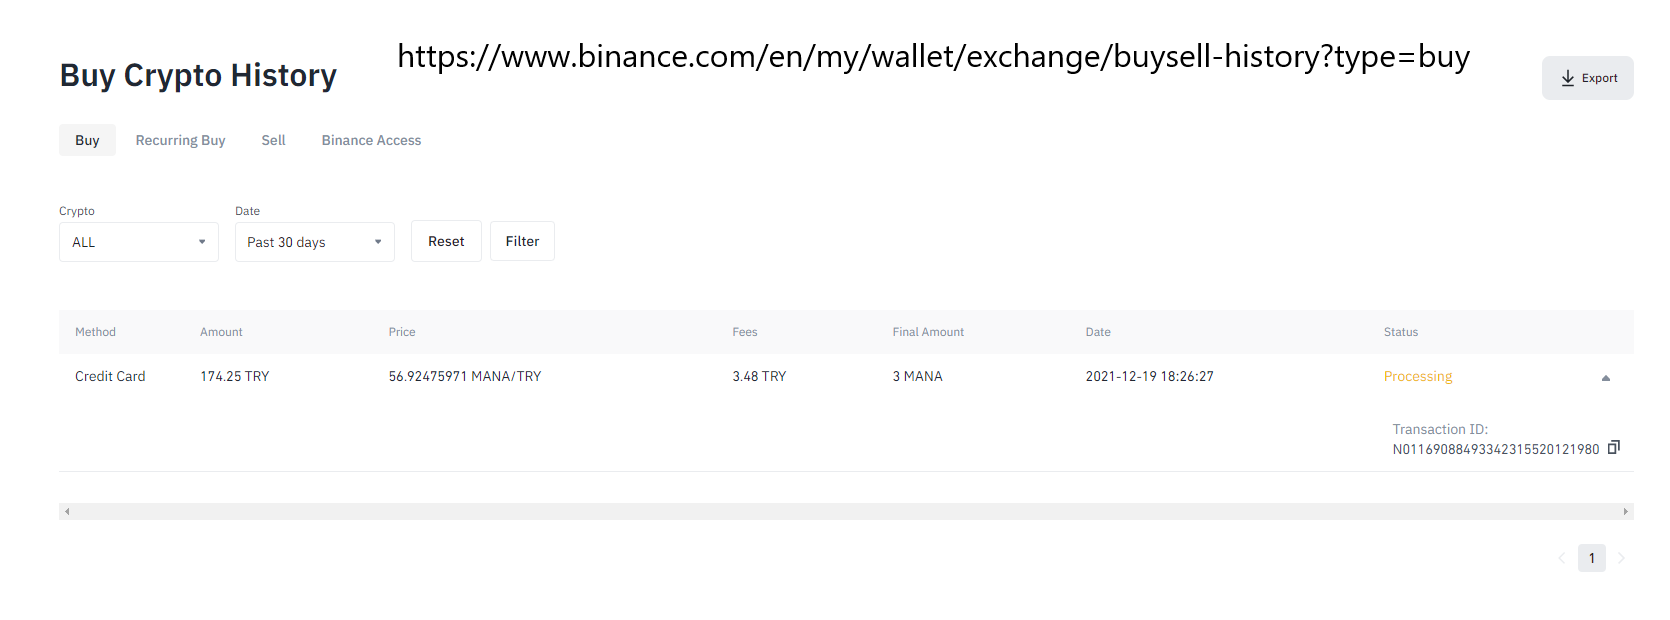 https://www.binance.com/en/my/wallet/exchange/buysell-history?type=buy
Buy Crypto History
Export
Buy Recurring Buy Sell Binance Access
Crypto Date
ALL Past 30 days Reset Filter
Method Amount Price Fees Final Amount Date Status
Credit Card 174.25 TRY 56.92475971 MANA/TRY 3.48 TRY 3 MANA 2021-12-19 18:26:27 Processing
Transaction ID:
N01169088493342315520121980
1